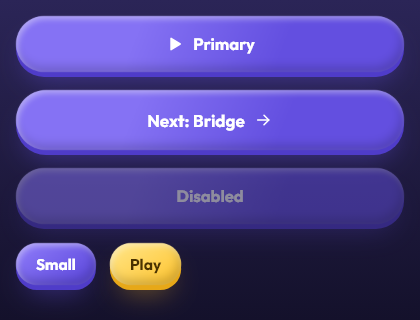 Primary
Next: Bridge →
Disabled
Small
Play